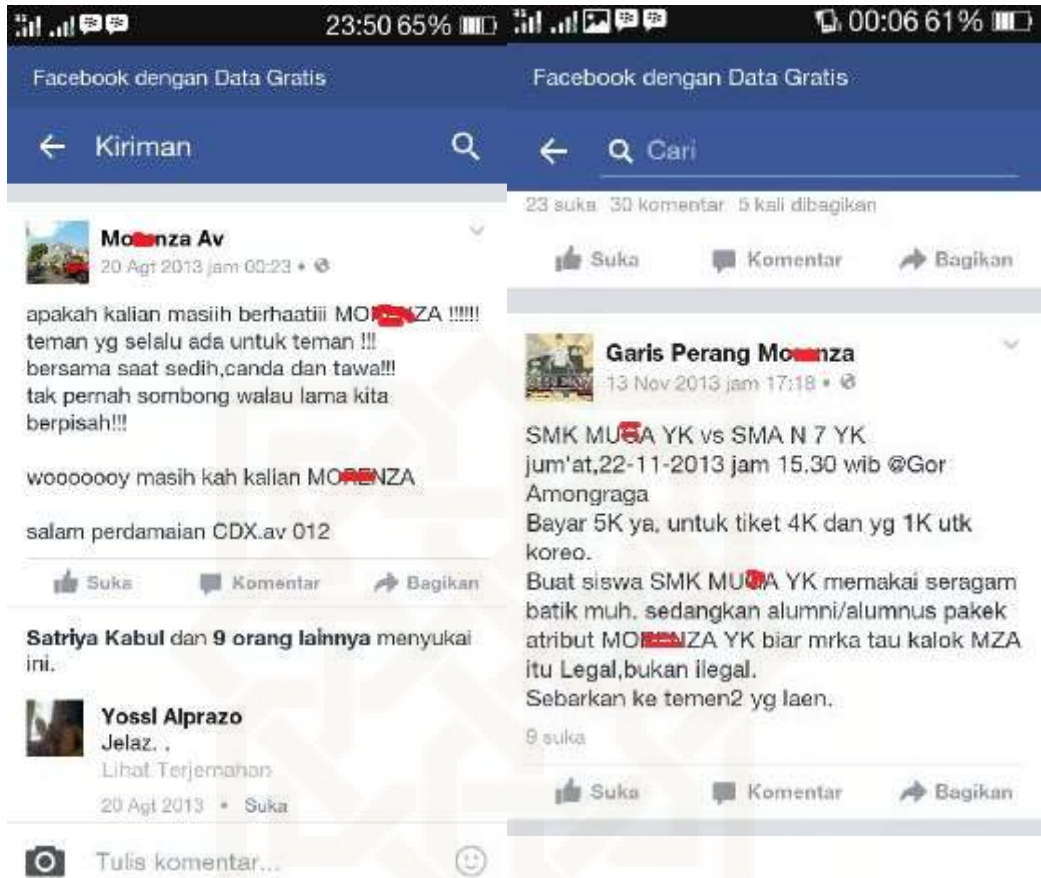 23:50 65%
Facebook dengan Data Gratis
Kiriman
Mo nza Av
20 Agt 2013 jam 00:23
apakah kalian masiih berhaatiii MO ZA !!!!!!
teman yg selalu ada untuk teman !!!
bersama saat sedih,canda dan tawa!!!
tak pernah sombong walau lama kita
berpisah!!!
wooooooy masih kah kalian MORENZA
salam perdamaian CDX.av 012
Suka Komentar Bagikan
Satriya Kabul dan 9 orang lainnya menyukai
ini.
Yossl Alprazo
Jelaz. .
Lihat Terjemahan
20 Agt 2013 • Suka
Tulis komentar...
00:06 61%
Facebook dengan Data Gratis
Cari
23 suka 30 komentar 5 kali dibagikan
Suka Komentar Bagikan
Garis Perang Mo nza
13 Nov 2013 jam 17:18
SMK MU A YK vs SMA N 7 YK
jum'at,22-11-2013 jam 15.30 wib @Gor
Amongraga
Bayar 5K ya, untuk tiket 4K dan yg 1K utk
koreo.
Buat siswa SMK MU A YK memakai seragam
batik muh. sedangkan alumni/alumnus pakek
atribut MO ZA YK biar mrka tau kalok MZA
itu Legal,bukan ilegal.
Sebarkan ke temen2 yg laen.
9 suka
Suka Komentar Bagikan